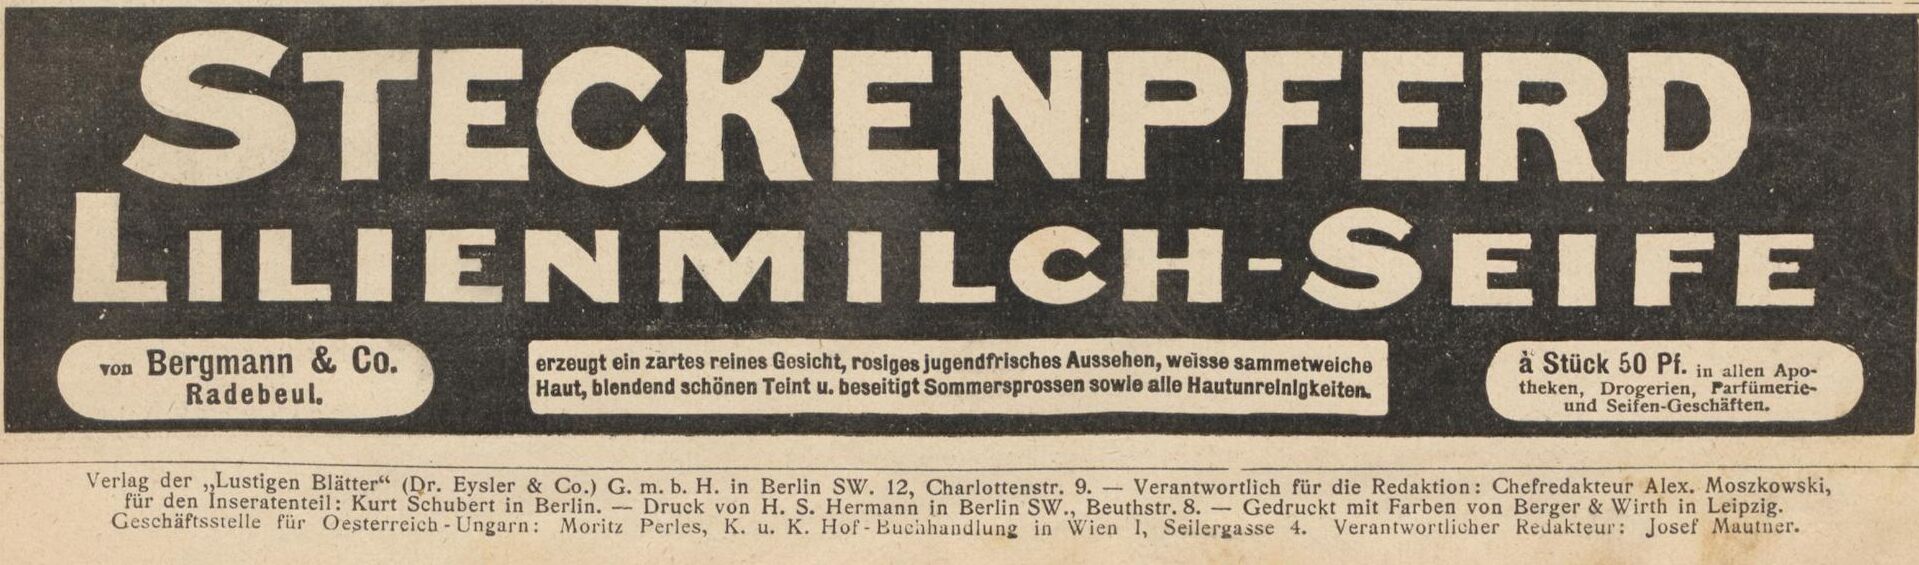 STECKENPFERD
LILIENMILCH-SEIFE
von Bergmann & Co.
Radebeul.
erzeugt ein zartes reines Gesicht, rosiges jugendfrisches Aussehen, weisse sammetweiche
Haut, blendend schönen Teint u. beseitigt Sommersprossen sowie alle Hautunreinigkeiten.
à Stück 50 Pf. in allen Apo-
theken, Drogerien, Parfümerie-
und Seifen-Geschäften.
Verlag der „Lustigen Blätter“ (Dr. Eysler & Co.) G. m. b. H. in Berlin SW. 12, Charlottenstr. 9. — Verantwortlich für die Redaktion: Chefredakteur Alex. Moszkowski,
für den Inseratenteil: Kurt Schubert in Berlin. — Druck von H. S. Hermann in Berlin SW., Beuthstr. 8. — Gedruckt mit Farben von Berger & Wirth in Leipzig.
Geschäftsstelle für Oesterreich-Ungarn: Moritz Perles, K. u. K. Hof-Buchhandlung in Wien I, Seilergasse 4. Verantwortlicher Redakteur: Josef Mautner.